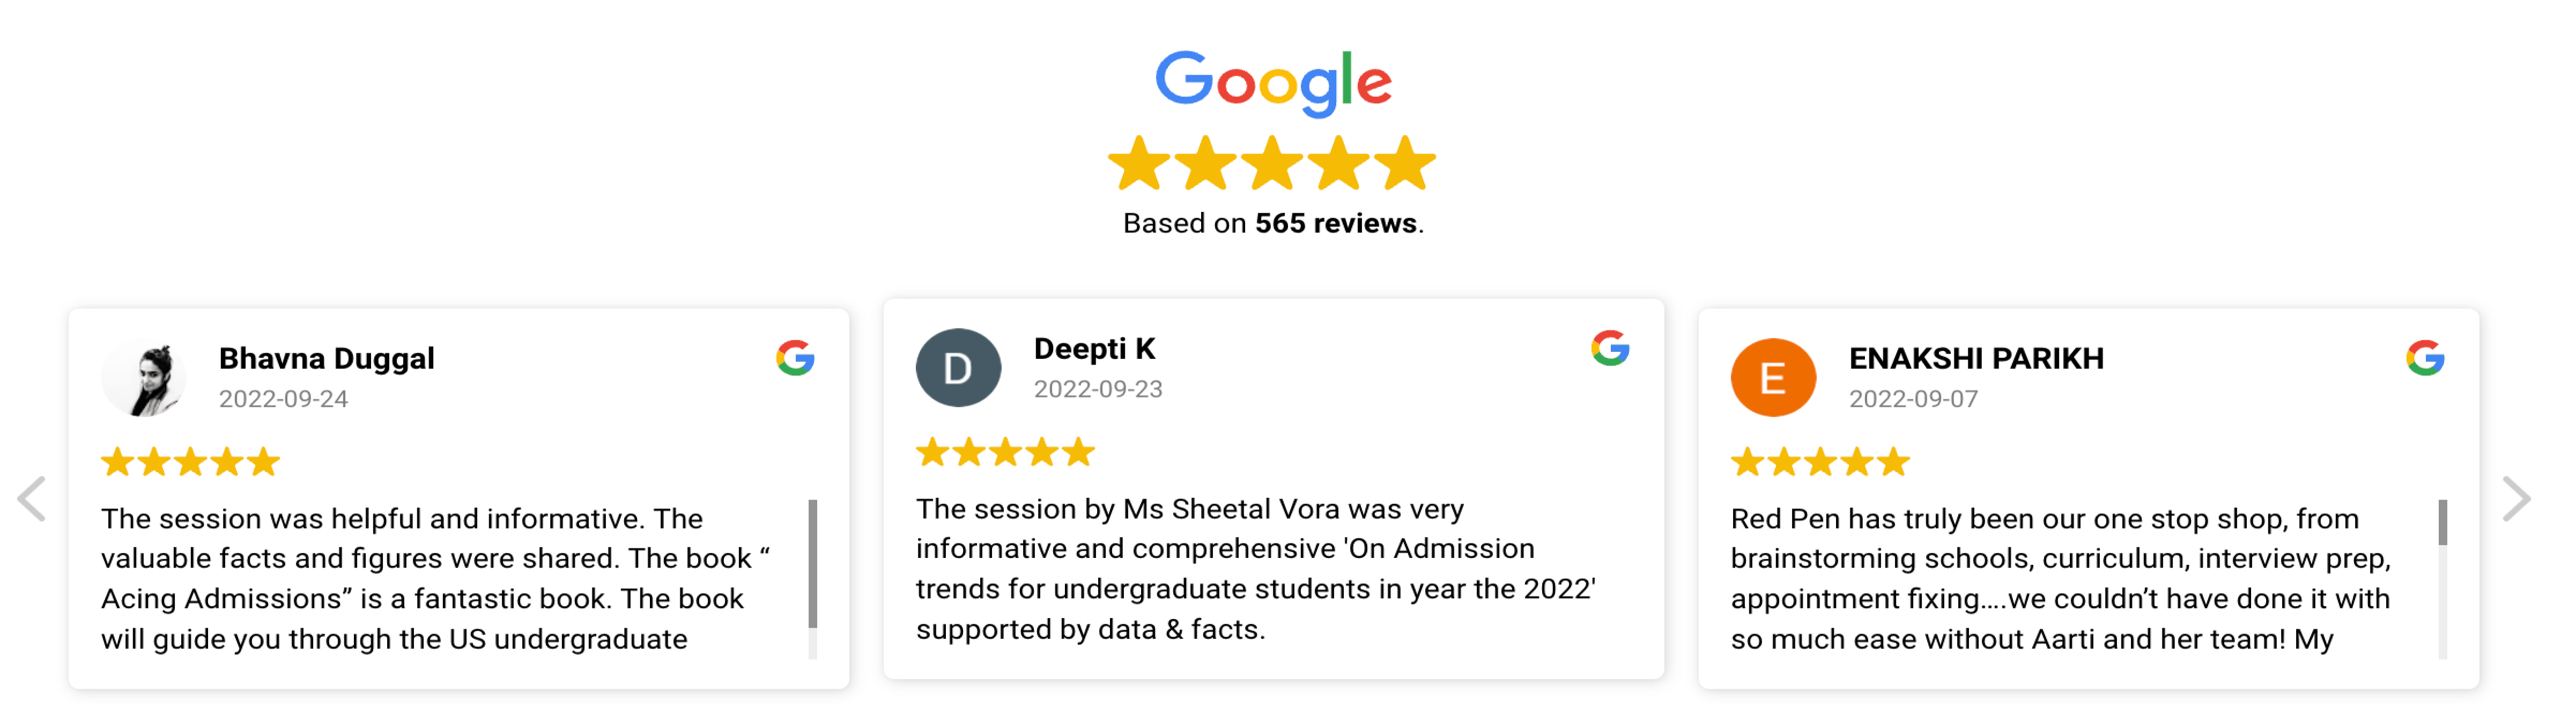 Google
Based on 565 reviews.
Bhavna Duggal
2022-09-24
The session was helpful and informative. The
valuable facts and figures were shared. The book “
Acing Admissions” is a fantastic book. The book
will guide you through the US undergraduate
D
Deepti K
2022-09-23
The session by Ms Sheetal Vora was very
informative and comprehensive 'On Admission
trends for undergraduate students in year the 2022'
supported by data & facts.
E
ENAKSHI PARIKH
2022-09-07
Red Pen has truly been our one stop shop, from
brainstorming schools, curriculum, interview prep,
appointment fixing....we couldn’t have done it with
so much ease without Aarti and her team! My